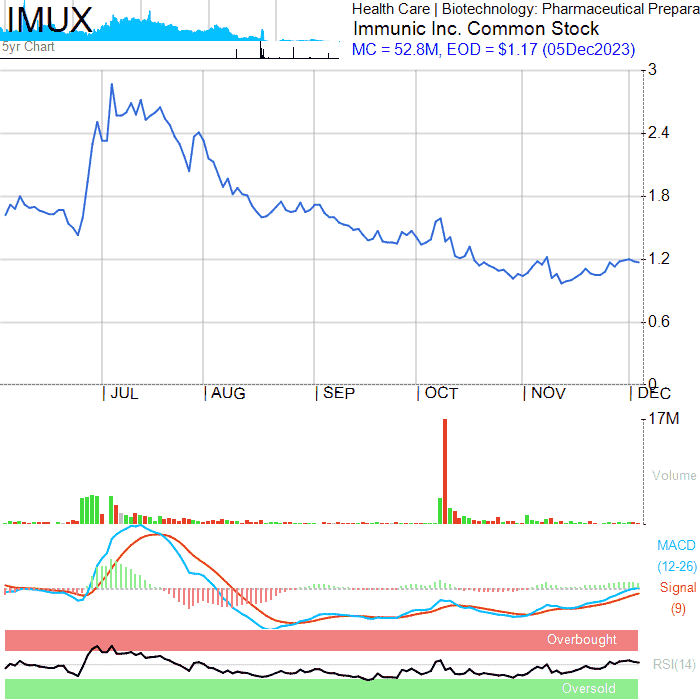 IMUX
5yr Chart
Health Care | Biotechnology: Pharmaceutical Prepara
Immunic Inc. Common Stock
MC = 52.8M, EOD = $1.17 (05Dec2023)
3
2.4
1.8
1.2
0.6
0
JUL
AUG
SEP
OCT
NOV
DEC
17M
Volume
MACD
(12-26)
Signal
(9)
Overbought
RSI(14)
Oversold